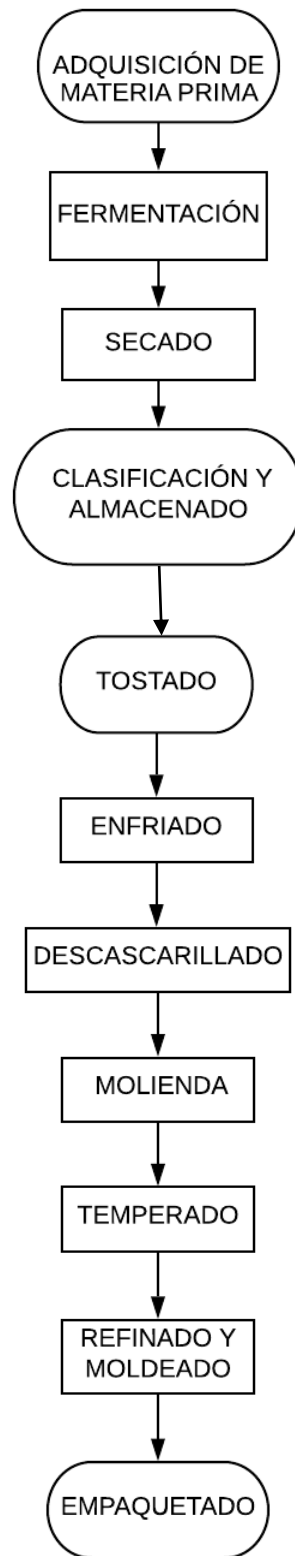 ADQUISICIÓN DE
MATERIA PRIMA
FERMENTACIÓN
SECADO
CLASIFICACIÓN Y
ALMACENADO
TOSTADO
ENFRIADO
DESCASCARILLADO
MOLIENDA
TEMPERADO
REFINADO Y
MOLDEADO
EMPAQUETADO